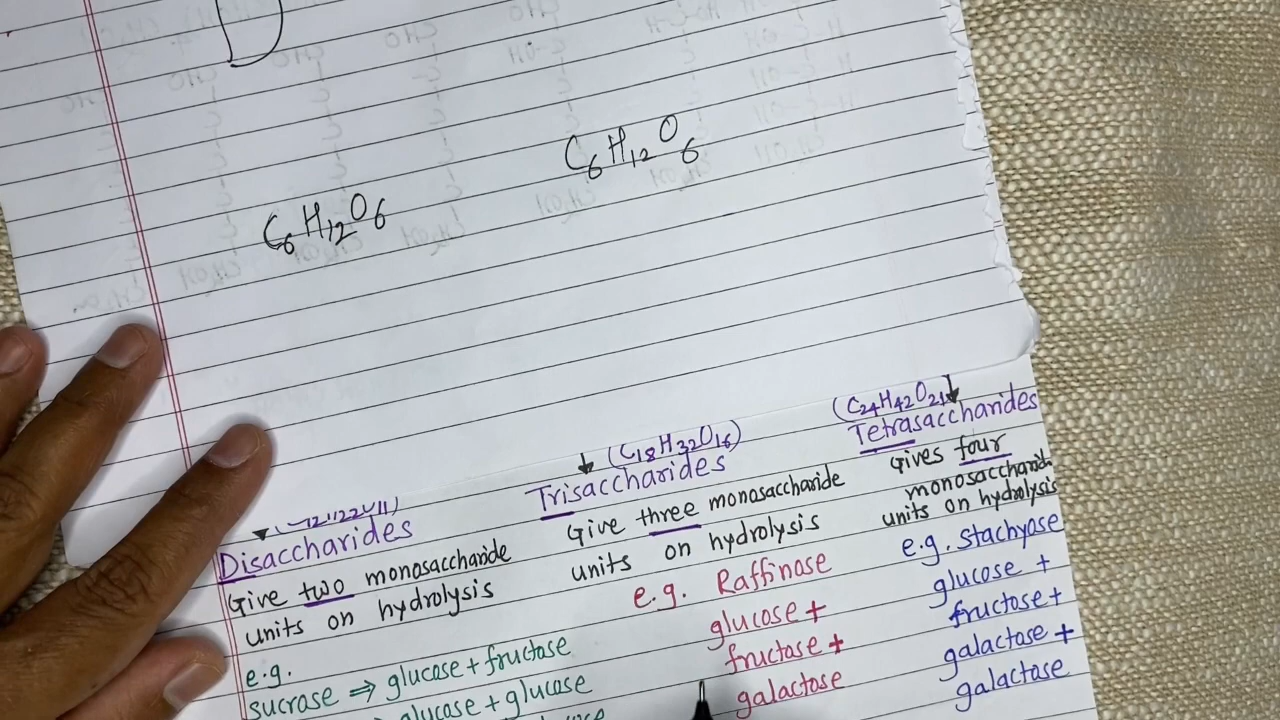 C6H12O6
C6H12O6
Disaccharides
Give two monosaccharide
units on hydrolysis
e.g.
sucrose ⇒ glucose + fructose
glucose + glucose
(C18H32O16)
Trisaccharides
Give three monosaccharide
units on hydrolysis
e.g. Raffinose
glucose +
fructose +
galactose
(C24H42O21)
Tetrasaccharides
Gives four
monosaccharide
units on hydrolysis
e.g. stachyose
glucose +
fructose +
galactose +
galactose